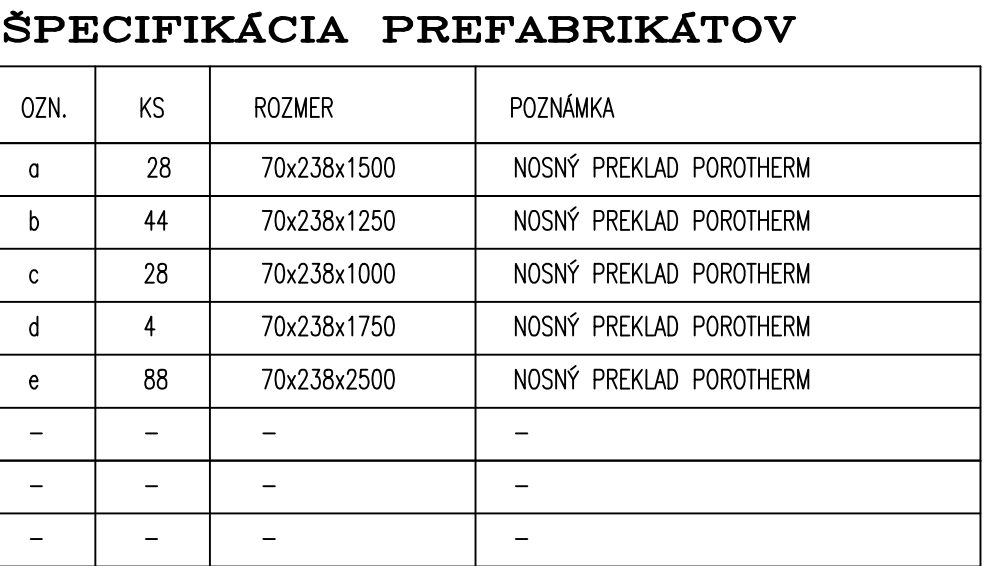 ŠPECIFIKÁCIA PREFABRIKÁTOV
OZN. KS ROZMER POZNÁMKA
a 28 70x238x1500 NOSNÝ PREKLAD POROTHERM
b 44 70x238x1250 NOSNÝ PREKLAD POROTHERM
c 28 70x238x1000 NOSNÝ PREKLAD POROTHERM
d 4 70x238x1750 NOSNÝ PREKLAD POROTHERM
e 88 70x238x2500 NOSNÝ PREKLAD POROTHERM
– – – –
– – – –
– – – –